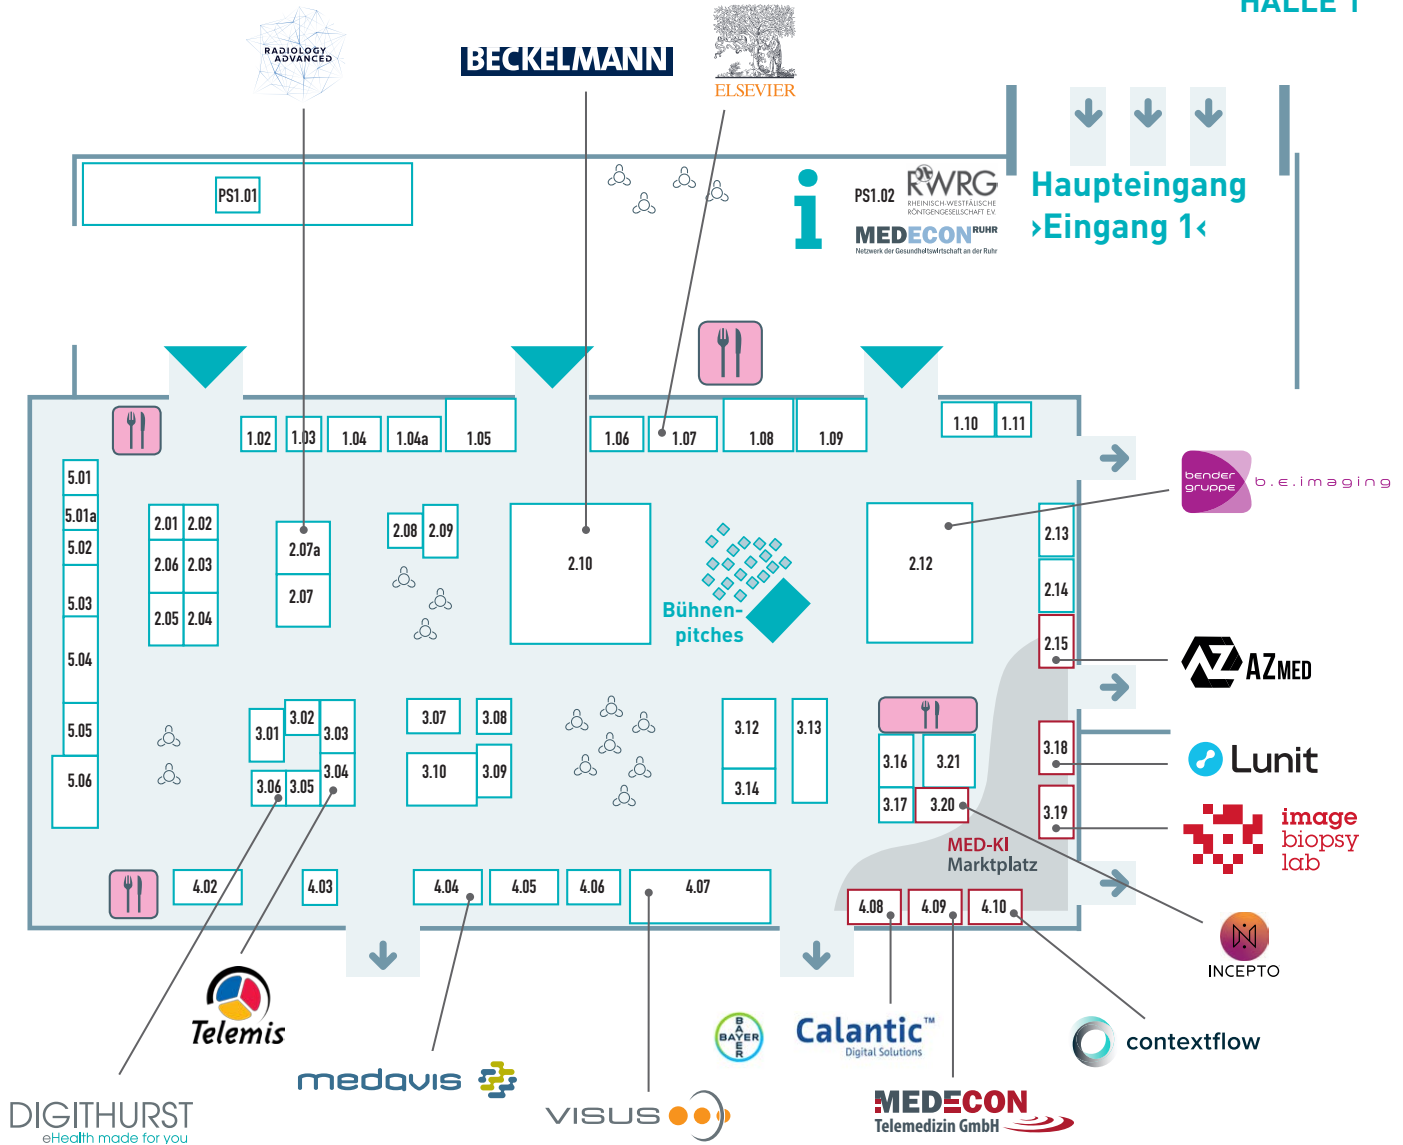 HALLE 1
RADIOLOGY
ADVANCED
BECKELMANN
ELSEVIER
PS1.01
PS1.02
RWRG
RHEINISCH-WESTFÄLISCHE
RÖNTGENGESELLSCHAFT E.V.
MEDECON RUHR
Netzwerk der Gesundheitswirtschaft an der Ruhr
i
Haupteingang
›Eingang 1‹
1.02
1.03
1.04
1.04a
1.05
1.06
1.07
1.08
1.09
1.10
1.11
5.01
5.01a
5.02
5.03
5.04
5.05
5.06
2.01
2.02
2.06
2.03
2.05
2.04
2.07a
2.07
2.08
2.09
2.10
2.12
2.13
2.14
2.15
bender
gruppe
b.e.imaging
Bühnen-
pitches
AZMED
3.01
3.02
3.03
3.04
3.06
3.05
3.07
3.08
3.10
3.09
3.12
3.13
3.14
3.16
3.21
3.17
3.20
3.18
3.19
Lunit
image
biopsy
lab
MED-KI
Marktplatz
4.02
4.03
4.04
4.05
4.06
4.07
4.08
4.09
4.10
INCEPTO
Telemis
medavis
BAYER
BAYER
Calantic™
Digital Solutions
contextflow
DIGITHURST
eHealth made for you
VISUS
MEDECON
Telemedizin GmbH